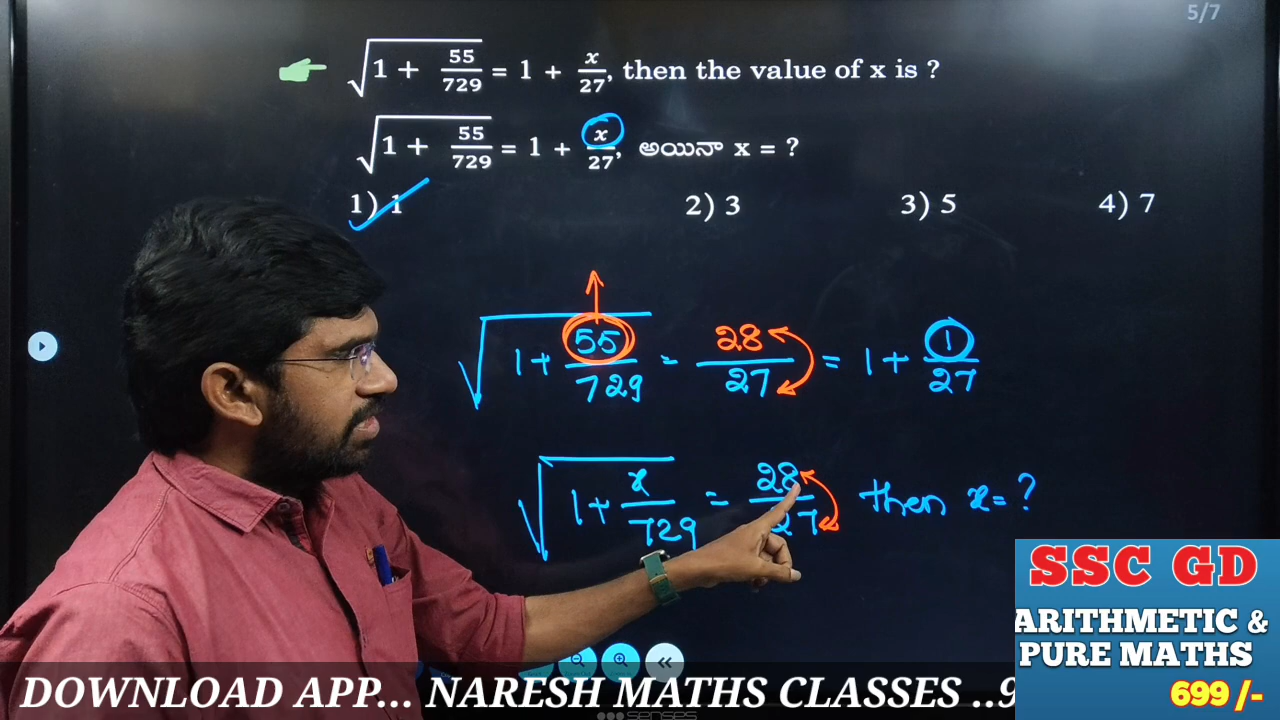 5/7
√(1 + 55/729) = 1 + x/27, then the value of x is ?
√(1 + 55/729) = 1 + x/27, అయినా x = ?
1) 1 2) 3 3) 5 4) 7
√(1 + 55/729) = 28/27 = 1 + 1/27
√(1 + x/729) = 28/27 then x = ?
SSC GD
ARITHMETIC &
PURE MATHS
699 /-
DOWNLOAD APP... NARESH MATHS CLASSES ..9
senses